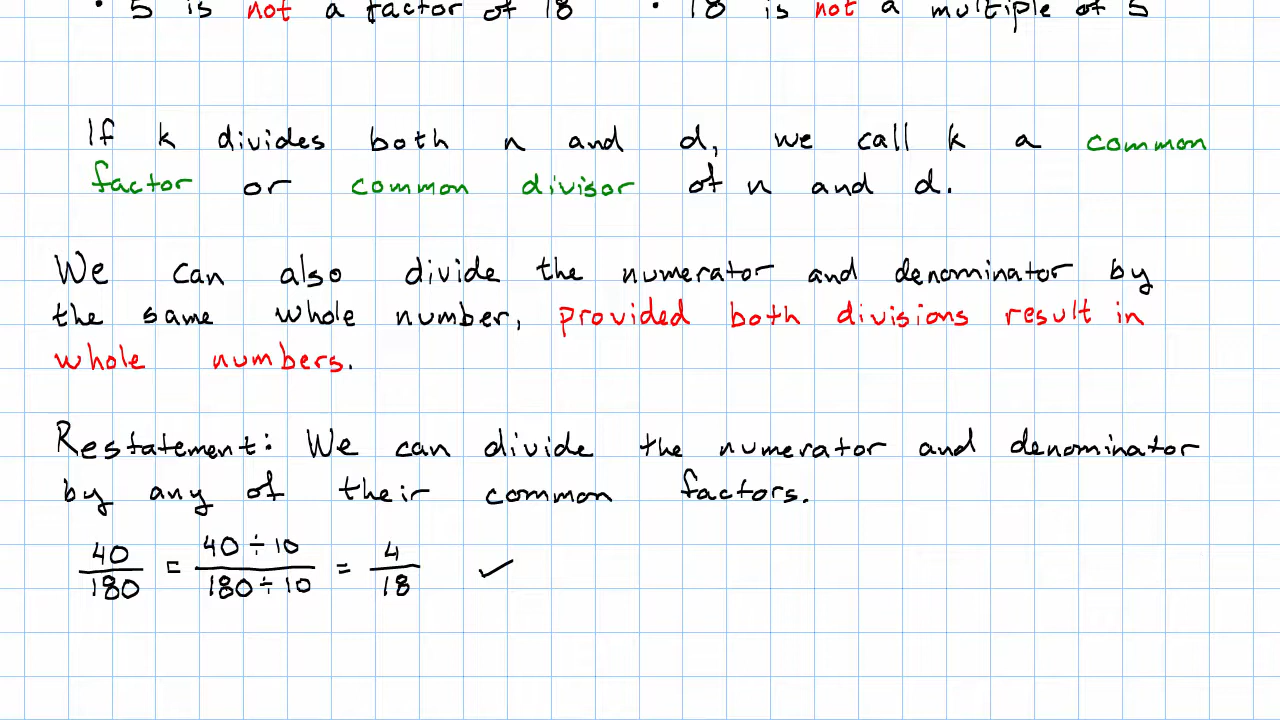 • 5 is not a factor of 18 • 18 is not a multiple of 5
If k divides both n and d, we call k a common
factor or common divisor of n and d.
We can also divide the numerator and denominator by
the same whole number, provided both divisions result in
whole numbers.
Restatement: We can divide the numerator and denominator
by any of their common factors.
40/180 = 40 ÷ 10/180 ÷ 10 = 4/18 ✓